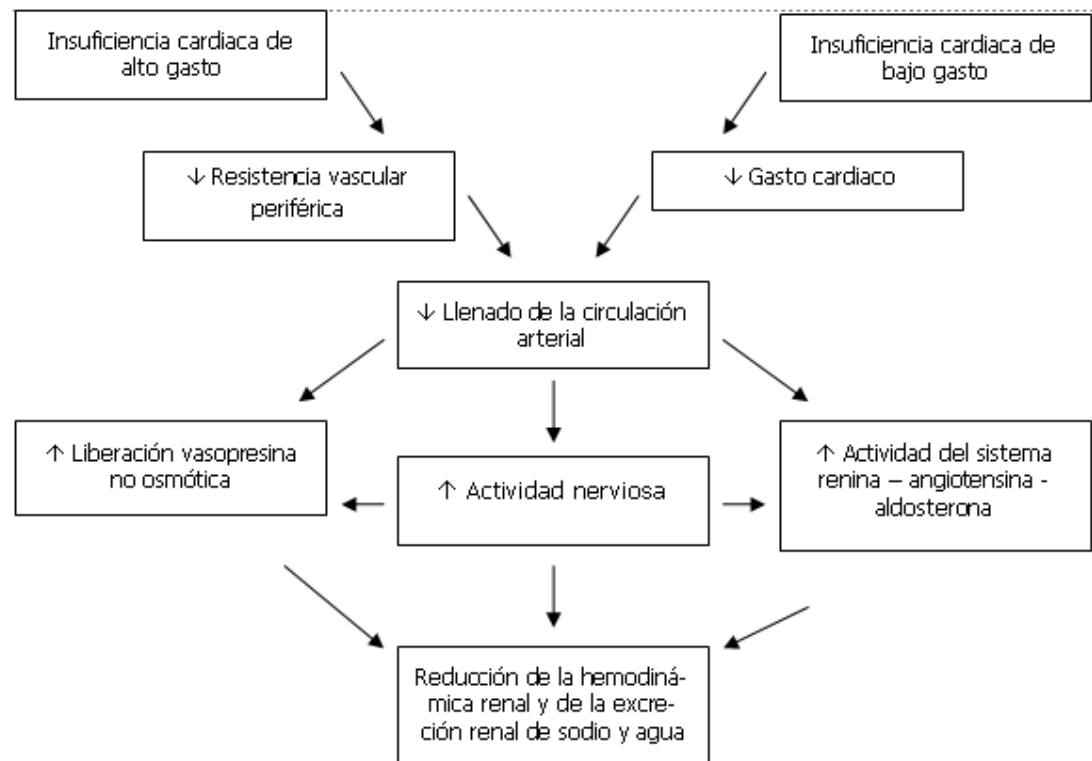 Insuficiencia cardiaca de
alto gasto
Insuficiencia cardiaca de
bajo gasto
↓ Resistencia vascular
periférica
↓ Gasto cardiaco
↓ Llenado de la circulación
arterial
↑ Liberación vasopresina
no osmótica
↑ Actividad nerviosa
↑ Actividad del sistema
renina – angiotensina -
aldosterona
Reducción de la hemodiná-
mica renal y de la excre-
ción renal de sodio y agua